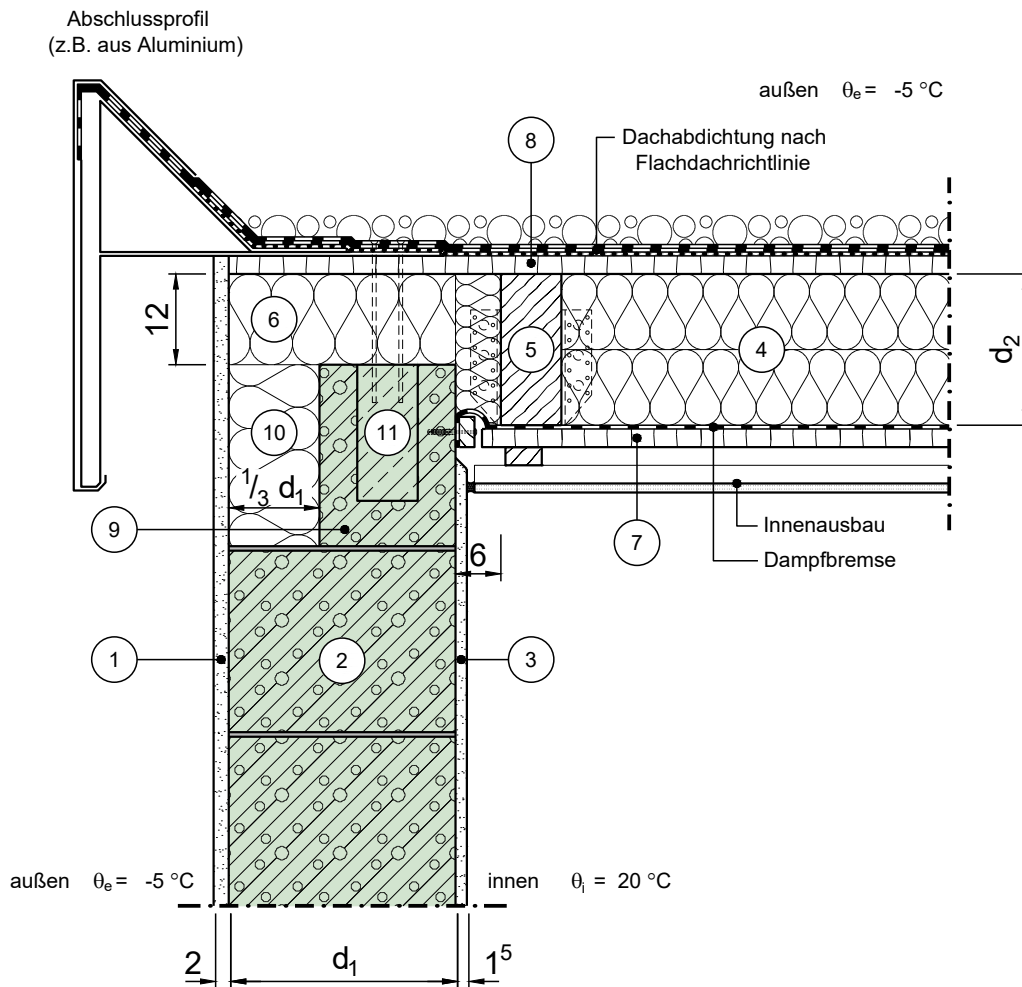 Abschlussprofil
(z.B. aus Aluminium)
außen θe = -5 °C
8
Dachabdichtung nach
Flachdachrichtlinie
12
6
5
4
d2
10
11
1/3 d1
9
7
Innenausbau
6
Dampfbremse
1
2
3
außen θe = -5 °C
innen θi = 20 °C
2
d1
1⁵